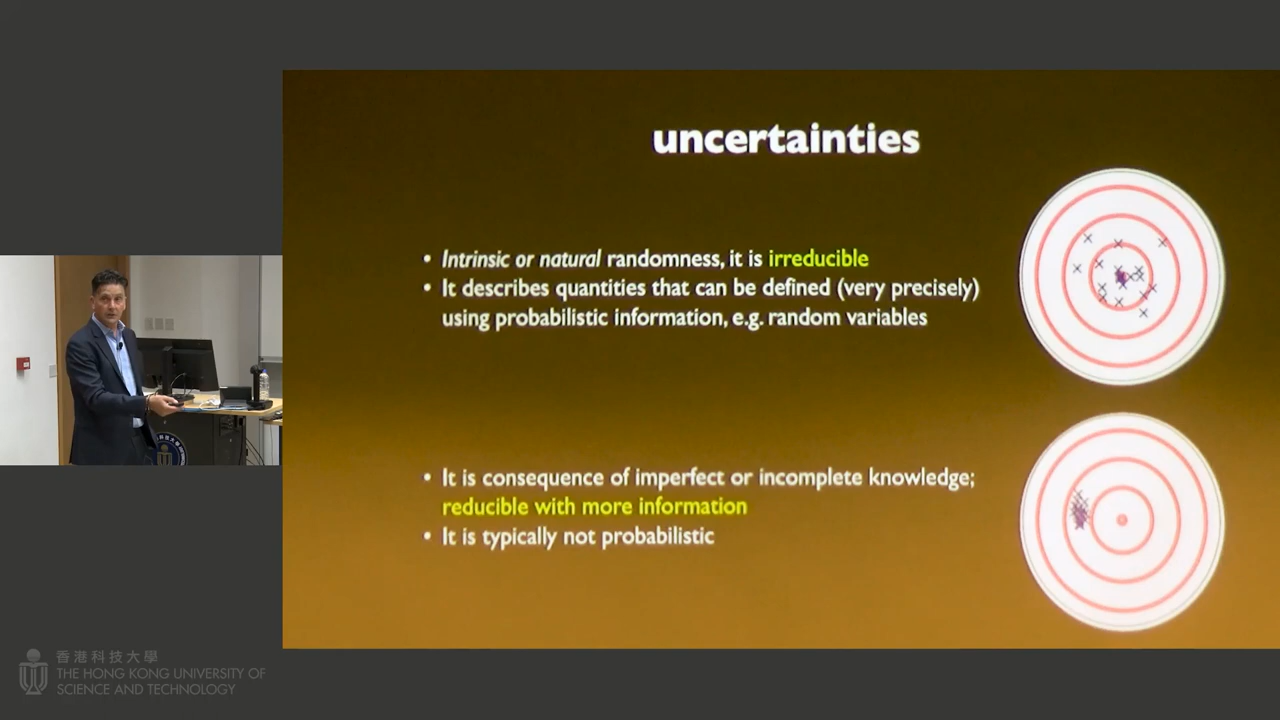 uncertainties
• Intrinsic or natural randomness, it is irreducible
• It describes quantities that can be defined (very precisely)
using probabilistic information, e.g. random variables
• It is consequence of imperfect or incomplete knowledge;
reducible with more information
• It is typically not probabilistic
香港科技大學
THE HONG KONG UNIVERSITY OF
SCIENCE AND TECHNOLOGY